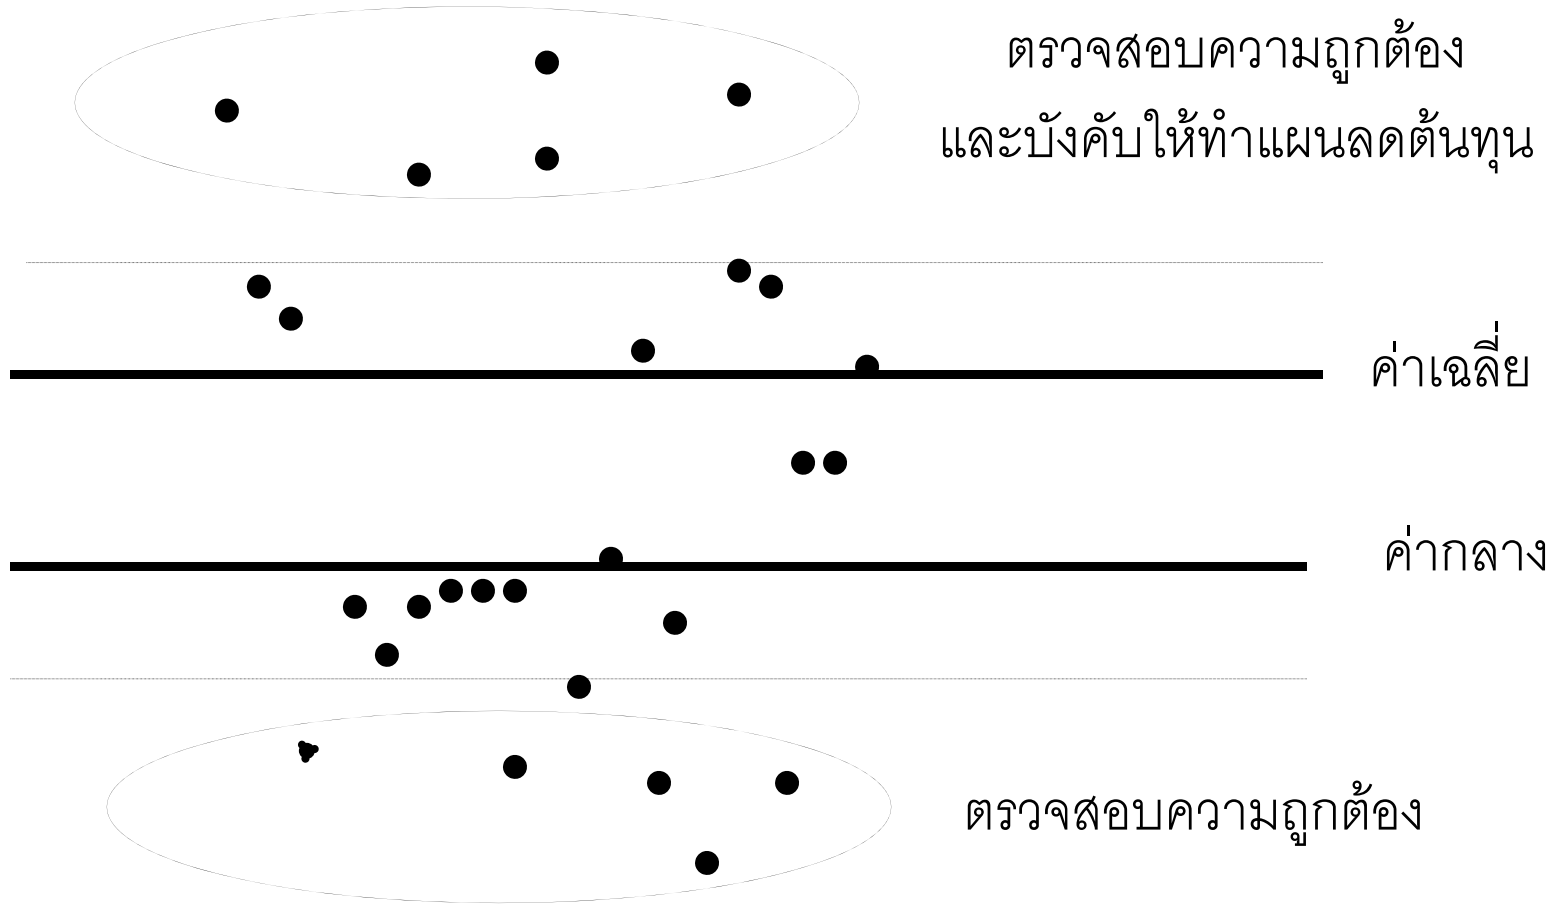 ตรวจสอบความถูกต้อง
และบังคับให้ทำแผนลดต้นทุน
ค่าเฉลี่ย
ค่ากลาง
ตรวจสอบความถูกต้อง